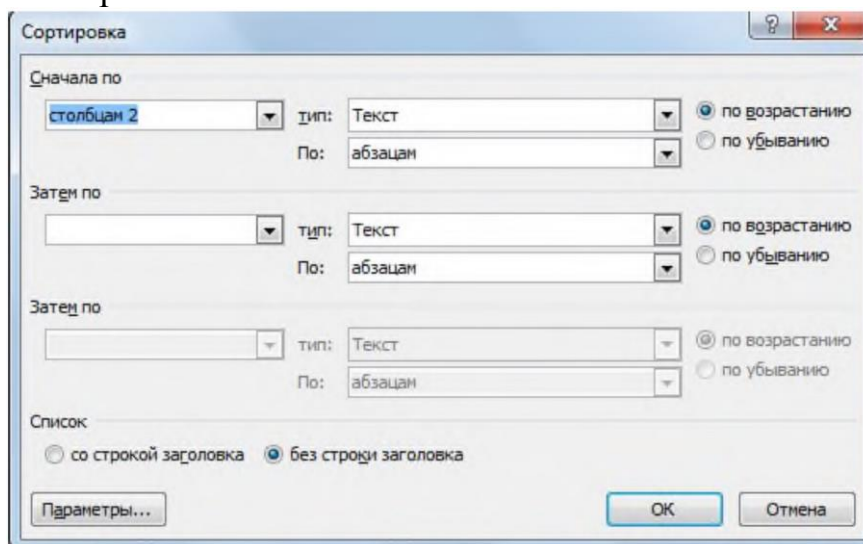 Сортировка
Сначала по
столбцам 2 тип: Текст по возрастанию
По: абзацам по убыванию
Затем по
тип: Текст по возрастанию
По: абзацам по убыванию
Затем по
тип: Текст по возрастанию
По: абзацам по убыванию
Список
со строкой заголовка без строки заголовка
Параметры... ОК Отмена